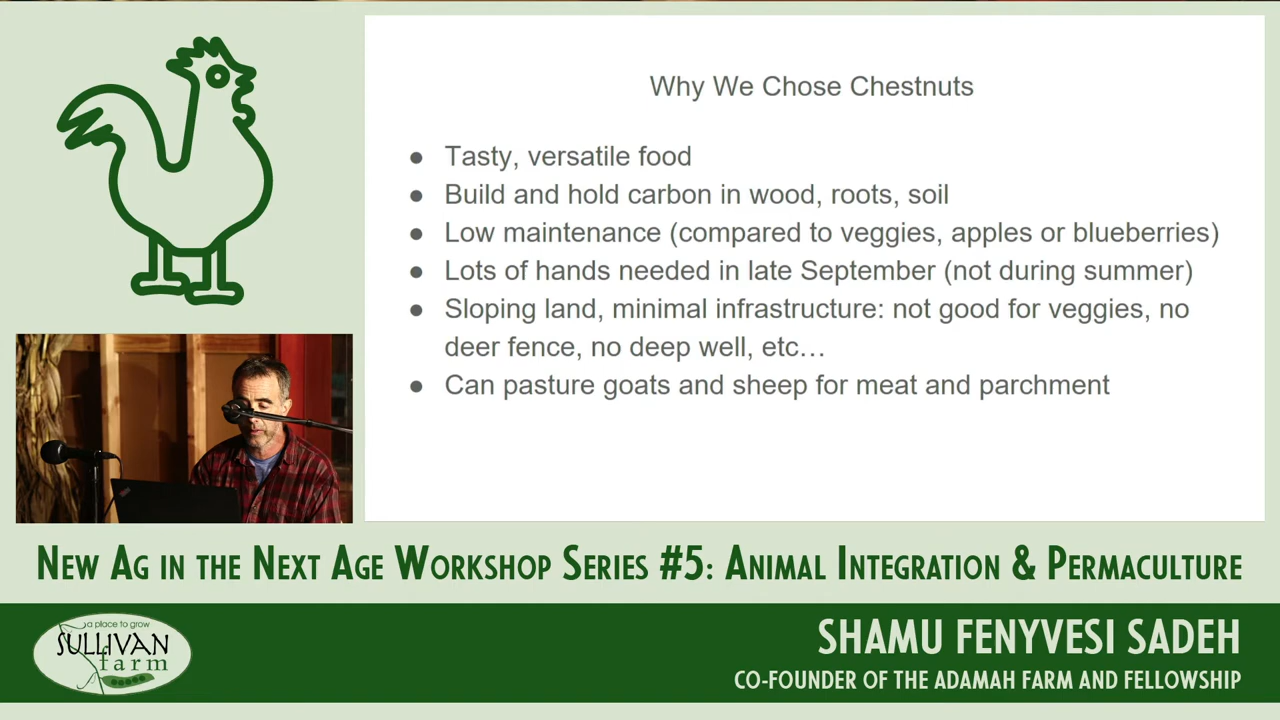 Why We Chose Chestnuts
● Tasty, versatile food
● Build and hold carbon in wood, roots, soil
● Low maintenance (compared to veggies, apples or blueberries)
● Lots of hands needed in late September (not during summer)
● Sloping land, minimal infrastructure: not good for veggies, no
deer fence, no deep well, etc…
● Can pasture goats and sheep for meat and parchment
New Ag in the Next Age Workshop Series #5: Animal Integration & Permaculture
a place to grow
SULLIVAN
farm
SHAMU FENYVESI SADEH
CO-FOUNDER OF THE ADAMAH FARM AND FELLOWSHIP